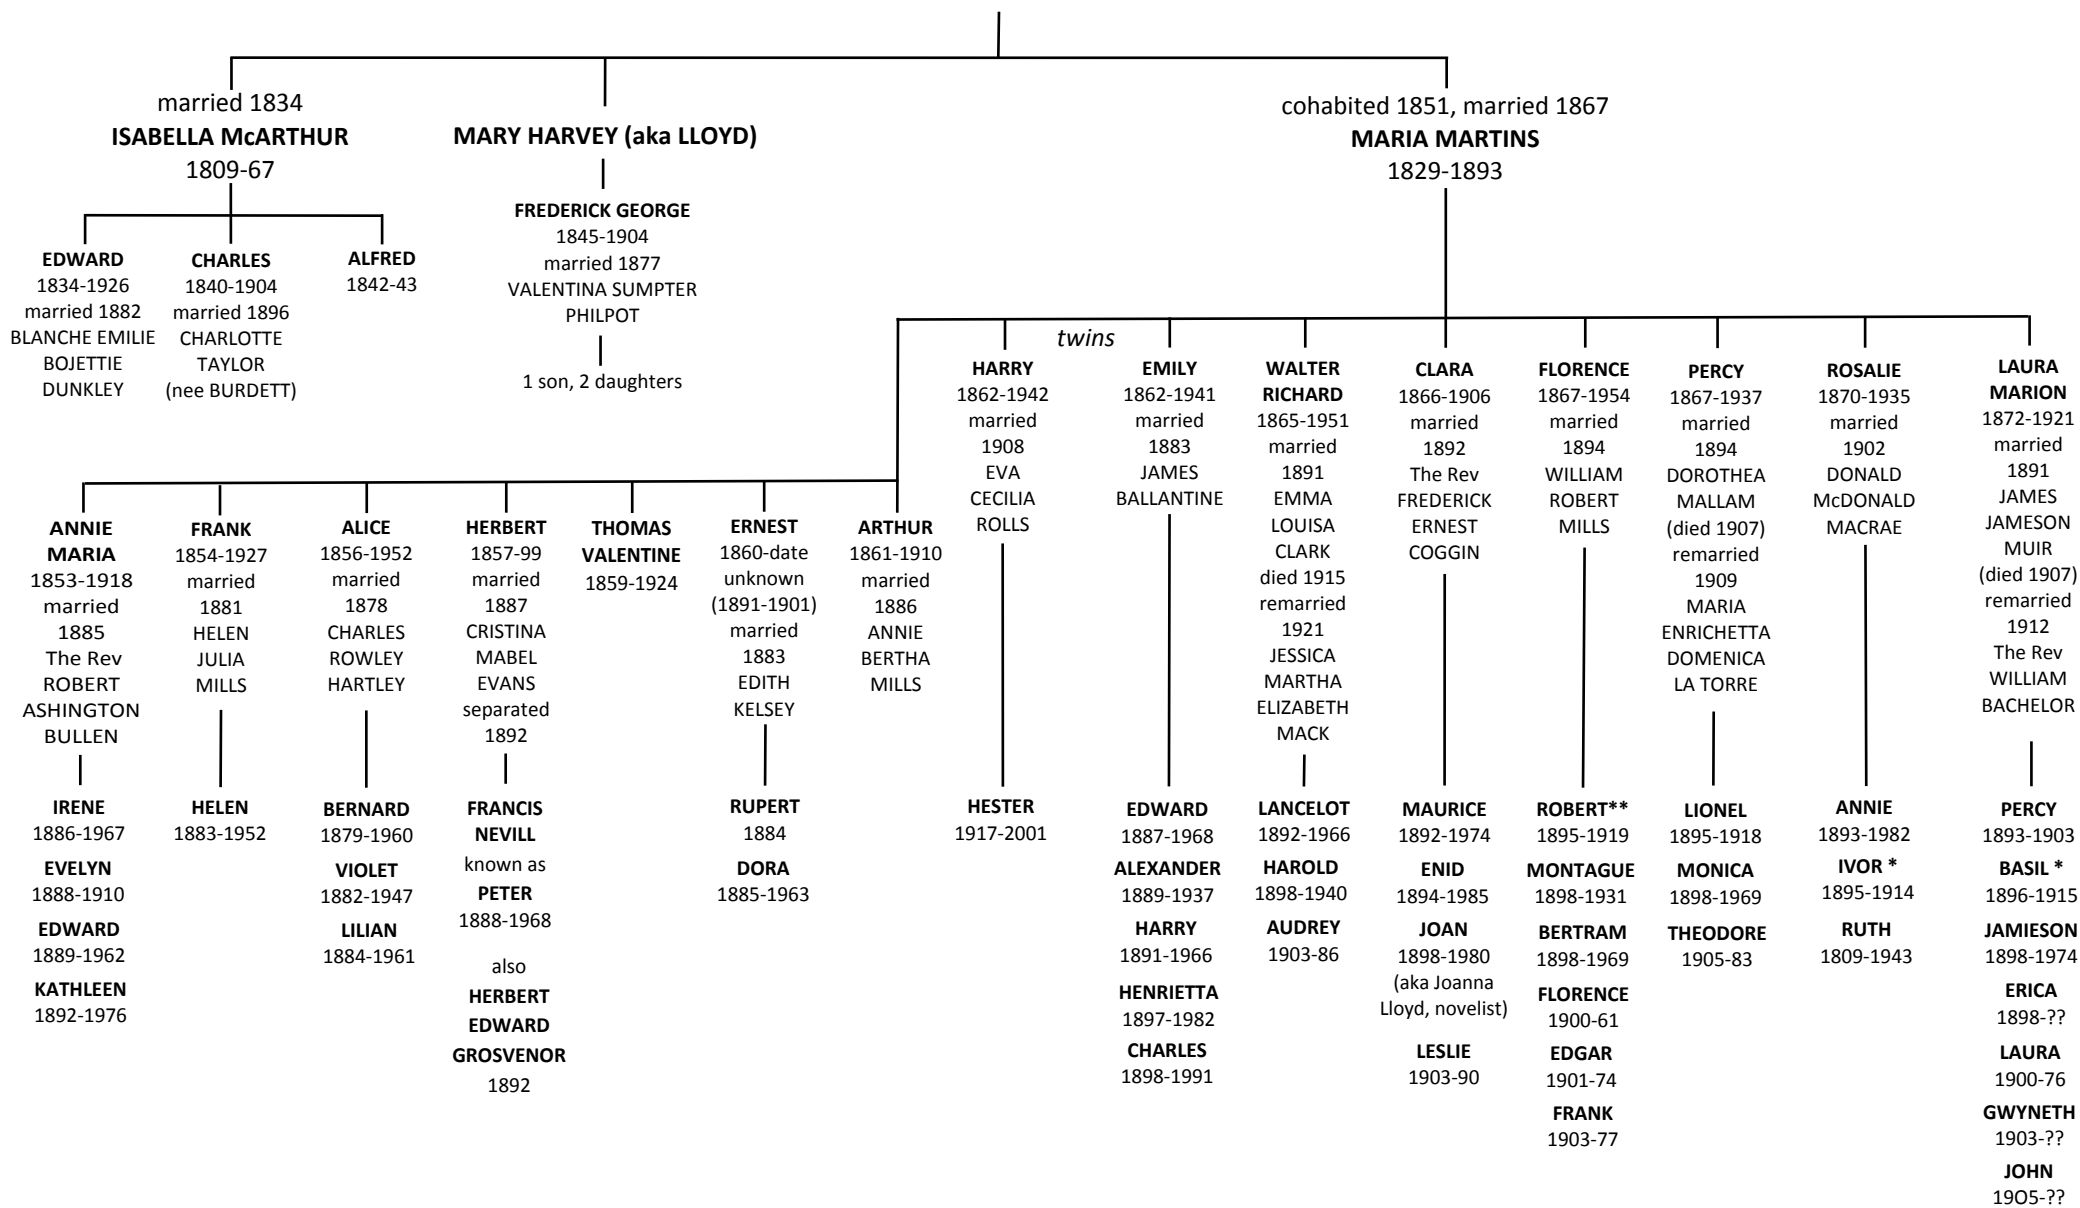 married 1834
ISABELLA McARTHUR
1809-67
MARY HARVEY (aka LLOYD)
cohabited 1851, married 1867
MARIA MARTINS
1829-1893
EDWARD
1834-1926
married 1882
BLANCHE EMILIE
BOJETTIE
DUNKLEY
CHARLES
1840-1904
married 1896
CHARLOTTE
TAYLOR
(nee BURDETT)
ALFRED
1842-43
FREDERICK GEORGE
1845-1904
married 1877
VALENTINA SUMPTER
PHILPOT
1 son, 2 daughters
twins
HARRY
1862-1942
married
1908
EVA
CECILIA
ROLLS
HESTER
1917-2001
EMILY
1862-1941
married
1883
JAMES
BALLANTINE
EDWARD
1887-1968
ALEXANDER
1889-1937
HARRY
1891-1966
HENRIETTA
1897-1982
CHARLES
1898-1991
WALTER
RICHARD
1865-1951
married
1891
EMMA
LOUISA
CLARK
died 1915
remarried
1921
JESSICA
MARTHA
ELIZABETH
MACK
LANCELOT
1892-1966
HAROLD
1898-1940
AUDREY
1903-86
CLARA
1866-1906
married
1892
The Rev
FREDERICK
ERNEST
COGGIN
MAURICE
1892-1974
ENID
1894-1985
JOAN
1898-1980
(aka Joanna
Lloyd, novelist)
LESLIE
1903-90
FLORENCE
1867-1954
married
1894
WILLIAM
ROBERT
MILLS
ROBERT**
1895-1919
MONTAGUE
1898-1931
BERTRAM
1898-1969
FLORENCE
1900-61
EDGAR
1901-74
FRANK
1903-77
PERCY
1867-1937
married
1894
DOROTHEA
MALLAM
(died 1907)
remarried
1909
MARIA
ENRICHETTA
DOMENICA
LA TORRE
LIONEL
1895-1918
MONICA
1898-1969
THEODORE
1905-83
ROSALIE
1870-1935
married
1902
DONALD
McDONALD
MACRAE
ANNIE
1893-1982
IVOR *
1895-1914
RUTH
1809-1943
LAURA
MARION
1872-1921
married
1891
JAMES
JAMESON
MUIR
(died 1907)
remarried
1912
The Rev
WILLIAM
BACHELOR
PERCY
1893-1903
BASIL *
1896-1915
JAMIESON
1898-1974
ERICA
1898-??
LAURA
1900-76
GWYNETH
1903-??
JOHN
19O5-??
ANNIE
MARIA
1853-1918
married
1885
The Rev
ROBERT
ASHINGTON
BULLEN
IRENE
1886-1967
EVELYN
1888-1910
EDWARD
1889-1962
KATHLEEN
1892-1976
FRANK
1854-1927
married
1881
HELEN
JULIA
MILLS
HELEN
1883-1952
ALICE
1856-1952
married
1878
CHARLES
ROWLEY
HARTLEY
BERNARD
1879-1960
VIOLET
1882-1947
LILIAN
1884-1961
HERBERT
1857-99
married
1887
CRISTINA
MABEL
EVANS
separated
1892
FRANCIS
NEVILL
known as
PETER
1888-1968
also
HERBERT
EDWARD
GROSVENOR
1892
THOMAS
VALENTINE
1859-1924
ERNEST
1860-date
unknown
(1891-1901)
married
1883
EDITH
KELSEY
RUPERT
1884
DORA
1885-1963
ARTHUR
1861-1910
married
1886
ANNIE
BERTHA
MILLS